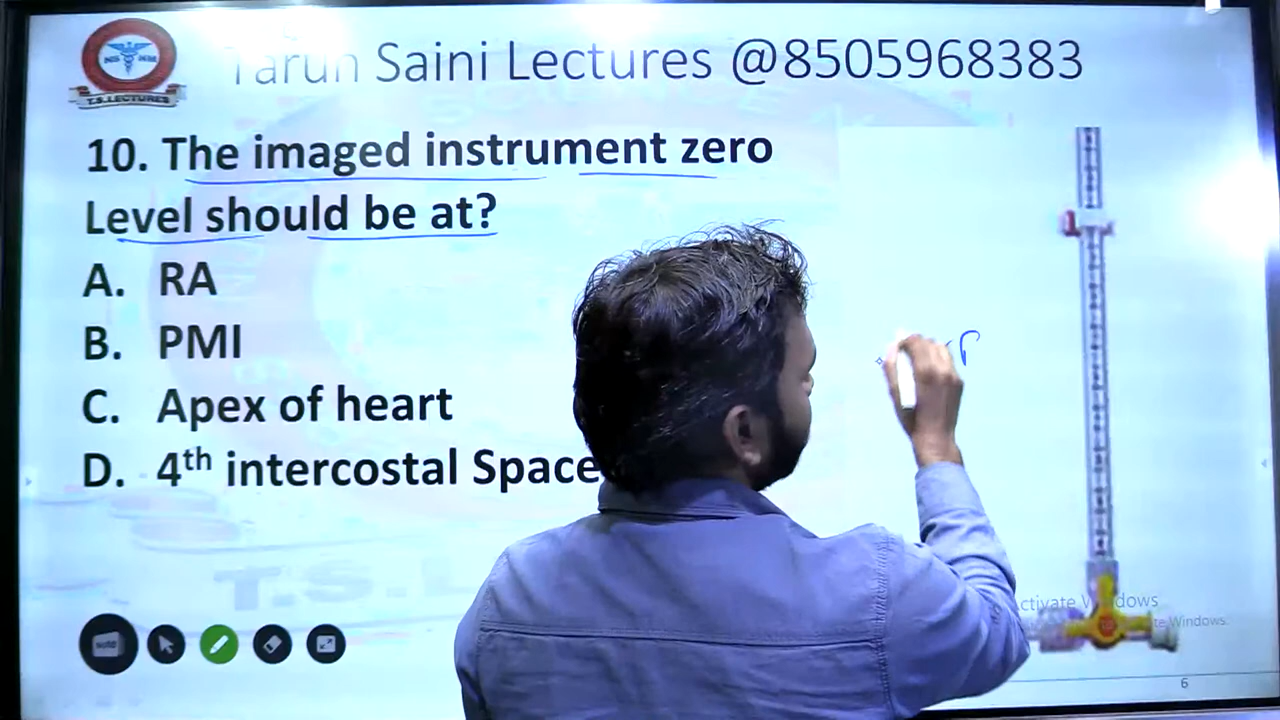 Tarun Saini Lectures @8505968383
T.S.LECTURES
10. The imaged instrument zero
Level should be at?
A. RA
B. PMI
C. Apex of heart
D. 4th intercostal Space
T.S.L
6